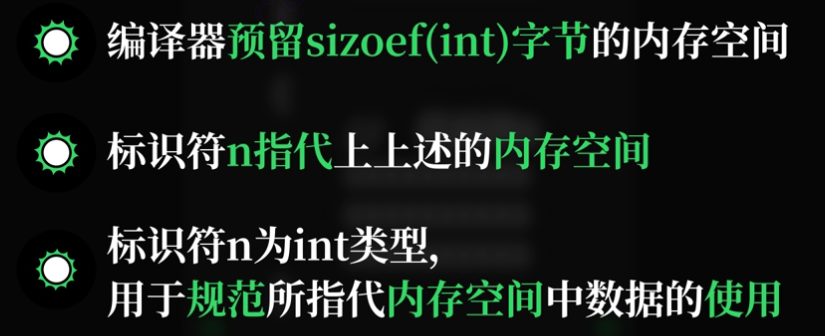 编译器预留sizoef(int)字节的内存空间
标识符n指代上上述的内存空间
标识符n为int类型,
用于规范所指代内存空间中数据的使用